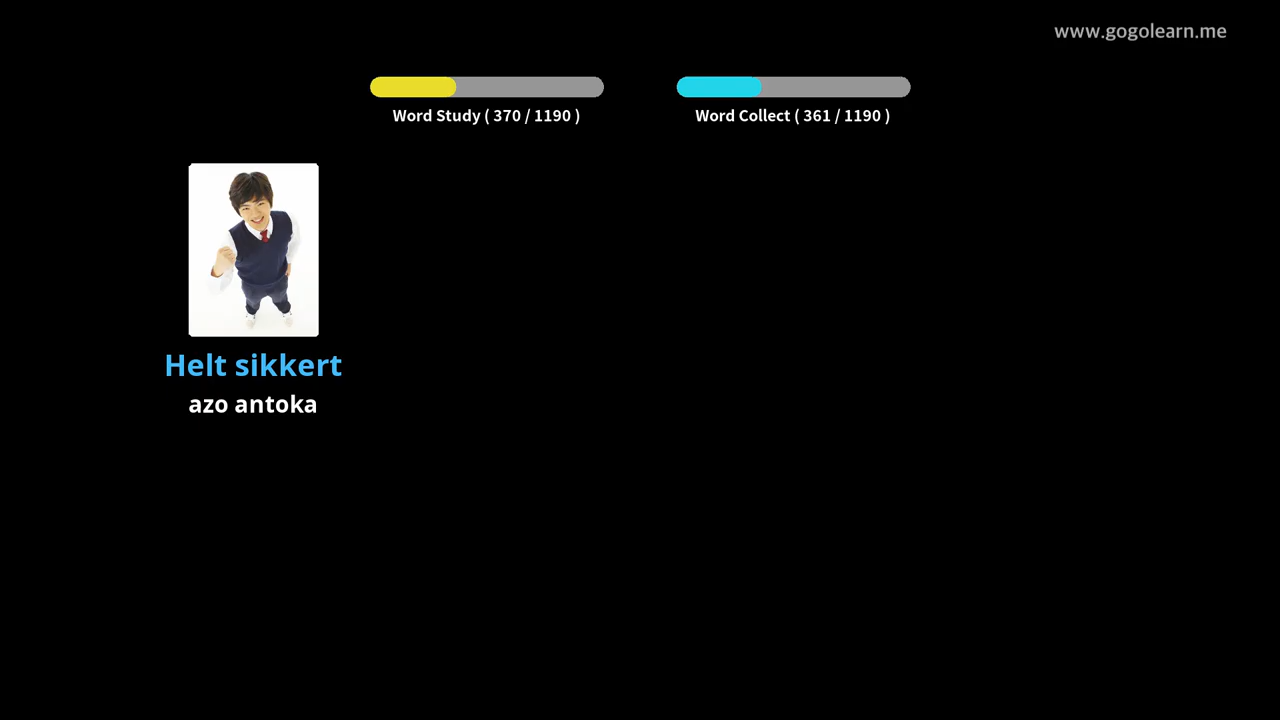 www.gogolearn.me
Word Study ( 370 / 1190 )
Word Collect ( 361 / 1190 )
Helt sikkert
azo antoka